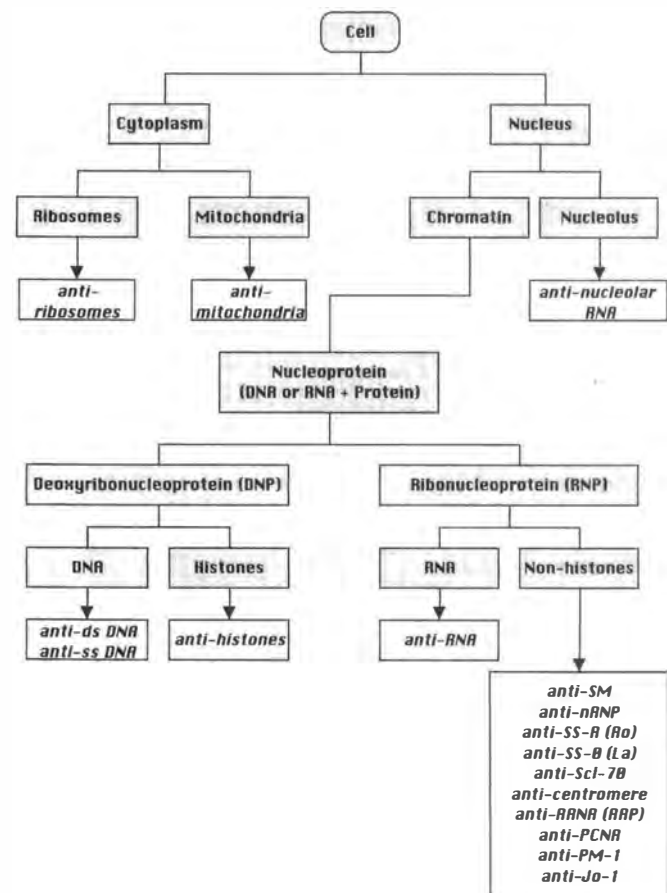 Cell
Cytoplasm
Nucleus
Ribosomes
Mitochondria
Chromatin
Nucleolus
anti-
ribosomes
anti-
mitochondria
anti-nucleolar
RNA
Nucleoprotein
(DNA or RNA + Protein)
Deoxyribonucleoprotein (DNP)
Ribonucleoprotein (RNP)
DNA
Histones
RNA
Non-histones
anti-ds DNA
anti-ss DNA
anti-histones
anti-RNA
anti-SM
anti-nRNP
anti-SS-A (Ro)
anti-SS-B (La)
anti-Scl-70
anti-centromere
anti-RANA (RAP)
anti-PCNA
anti-PM-1
anti-Jo-1